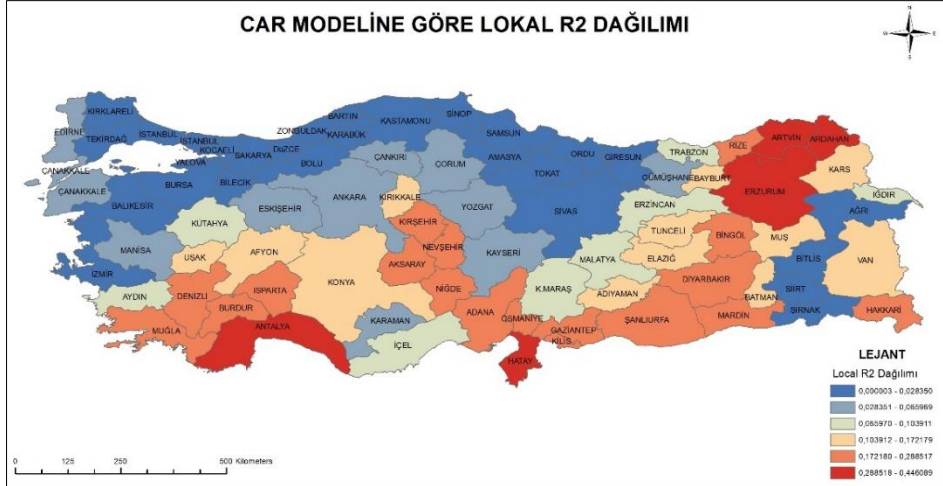 CAR MODELİNE GÖRE LOKAL R2 DAĞILIMI
N
W E
S
KIRKLARELİ
EDİRNE
TEKİRDAĞ
İSTANBUL
İSTANBUL
KOCAELİ
YALOVA
SAKARYA
DÜZCE
ZONGULDAK
BARTIN
KARABÜK
KASTAMONU
SİNOP
SAMSUN
BOLU
ÇANKIRI
ÇORUM
AMASYA
ORDU
GİRESUN
TRABZON
RİZE
ARTVİN
ARDAHAN
ÇANAKKALE
ÇANAKKALE
BALIKESİR
BURSA
BİLECİK
ESKİŞEHİR
ANKARA
KIRIKKALE
YOZGAT
TOKAT
SİVAS
GÜMÜŞHANE
BAYBURT
ERZURUM
KARS
IĞDIR
AĞRI
ERZİNCAN
KÜTAHYA
MANİSA
UŞAK
AFYON
KIRŞEHİR
NEVŞEHİR
KAYSERİ
TUNCELİ
BİNGÖL
MUŞ
İZMİR
AYDIN
DENİZLİ
ISPARTA
BURDUR
KONYA
AKSARAY
NİĞDE
MALATYA
ELAZIĞ
BİTLİS
VAN
MUĞLA
ANTALYA
KARAMAN
İÇEL
ADANA
K.MARAŞ
ADIYAMAN
DİYARBAKIR
BATMAN
SİİRT
ŞIRNAK
HAKKARİ
OSMANİYE
GAZİANTEP
KİLİS
ŞANLIURFA
MARDİN
HATAY
LEJANT
Local R2 Dağılımı
0,000003 - 0,028350
0,028351 - 0,065969
0,065970 - 0,103911
0,103912 - 0,172179
0,172180 - 0,288517
0,288518 - 0,446089
0 125 250 500 Kilometers